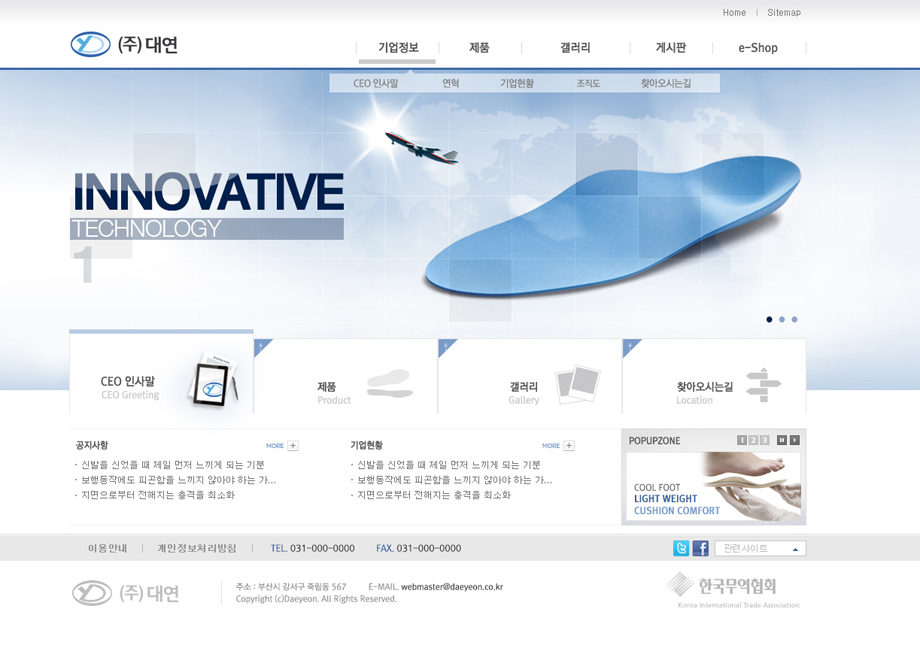 Home | Sitemap
(주)대연
기업정보 제품 갤러리 게시판 e-Shop
CEO 인사말 연혁 기업현황 조직도 찾아오시는길
INNOVATIVE
TECHNOLOGY
1
CEO 인사말
CEO Greeting
제품
Product
갤러리
Gallery
찾아오시는길
Location
공지사항 MORE +
· 신발을 신었을 때 제일 먼저 느끼게 되는 기분
· 보행동작에도 피곤함을 느끼지 않아야 하는 가...
· 지면으로부터 전해지는 충격을 최소화
기업현황 MORE +
· 신발을 신었을 때 제일 먼저 느끼게 되는 기분
· 보행동작에도 피곤함을 느끼지 않아야 하는 가...
· 지면으로부터 전해지는 충격을 최소화
POPUPZONE 1 2 3
COOL FOOT
LIGHT WEIGHT
CUSHION COMFORT
이용안내 | 개인정보처리방침 | TEL. 031-000-0000 FAX. 031-000-0000
관련사이트
(주)대연
주소 : 부산시 강서구 죽림동 567 E-MAIL. webmaster@daeyeon.co.kr
Copyright (c)Daeyeon. All Rights Reserved.
한국무역협회
Korea International Trade Association